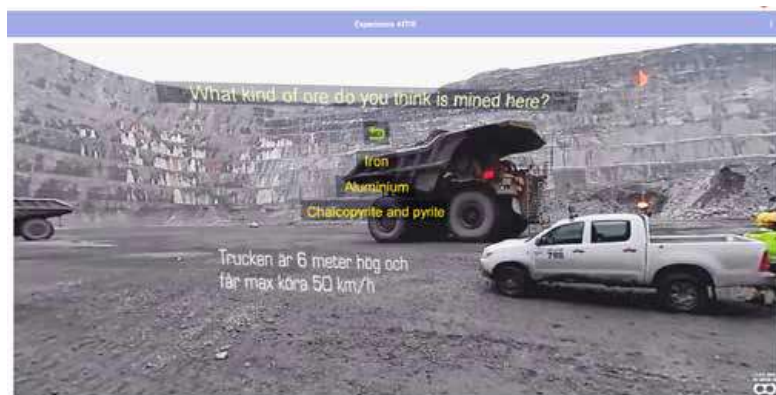 What kind of ore do you think is mined here?
Iron
Aluminium
Chalcopyrite and pyrite
Trucken är 6 meter hög och
får max köra 50 km/h